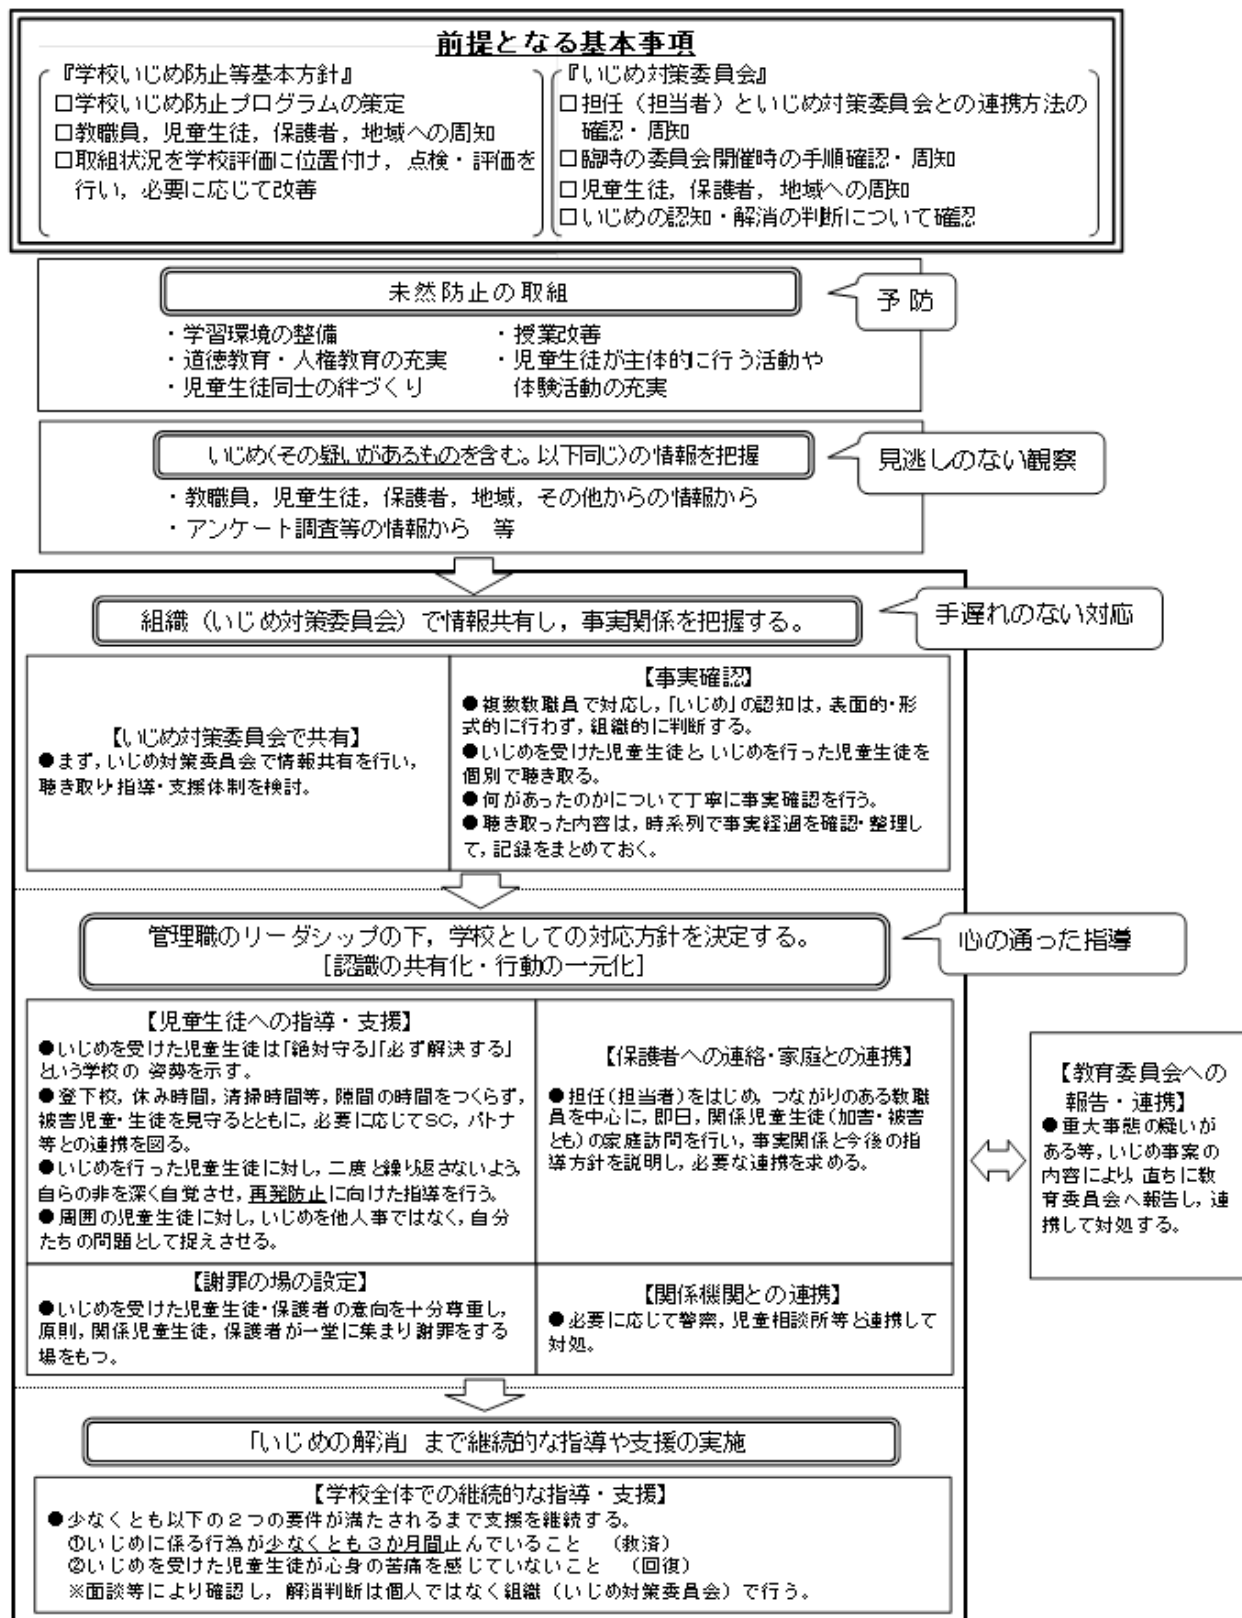 前提となる基本事項
『学校いじめ防止等基本方針』
□学校いじめ防止プログラムの策定
□教職員，児童生徒，保護者，地域への周知
□取組状況を学校評価に位置付け，点検・評価を
行い，必要に応じて改善
『いじめ対策委員会』
□担任（担当者）といじめ対策委員会との連携方法の
確認・周知
□臨時の委員会開催時の手順確認・周知
□児童生徒，保護者，地域への周知
□いじめの認知・解消の判断について確認
未然防止の取組
予防
・学習環境の整備
・道徳教育・人権教育の充実
・児童生徒同士の絆づくり
・授業改善
・児童生徒が主体的に行う活動や
体験活動の充実
いじめ（その疑いがあるものを含む。以下同じ）の情報を把握
見逃しのない観察
・教職員，児童生徒，保護者，地域，その他からの情報から
・アンケート調査等の情報から　等
組織（いじめ対策委員会）で情報共有し，事実関係を把握する。
手遅れのない対応
【いじめ対策委員会で共有】
●まず，いじめ対策委員会で情報共有を行い，
聴き取り・指導・支援体制を検討。
【事実確認】
●複数教職員で対応し，「いじめ」の認知は，表面的・形
式的に行わず，組織的に判断する。
●いじめを受けた児童生徒と，いじめを行った児童生徒を
個別で聴き取る。
●何があったのかについて丁寧に事実確認を行う。
●聴き取った内容は，時系列で事実経過を確認・整理し
て，記録をまとめておく。
管理職のリーダシップの下，学校としての対応方針を決定する。
［認識の共有化・行動の一元化］
心の通った指導
【児童生徒への指導・支援】
●いじめを受けた児童生徒は「絶対守る」「必ず解決する」
という学校の 姿勢を示す。
●登下校，休み時間，清掃時間等，隙間の時間をつくらず，
被害児童・生徒を見守るとともに，必要に応じてSC，パトナ
等との連携を図る。
●いじめを行った児童生徒に対し，二度と繰り返さないよう，
自らの非を深く自覚させ，再発防止に向けた指導を行う。
●周囲の児童生徒に対し，いじめを他人事ではなく，自分
たちの問題として捉えさせる。
【保護者への連絡・家庭との連携】
●担任（担当者）をはじめ，つながりのある教職
員を中心に，即日，関係児童生徒（加害・被害
とも）の家庭訪問を行い，事実関係と今後の指
導方針を説明し，必要な連携を求める。
【教育委員会への
報告・連携】
●重大事態の疑いが
ある等，いじめ事案の
内容により，直ちに教
育委員会へ報告し，連
携して対処する。
【謝罪の場の設定】
●いじめを受けた児童生徒・保護者の意向を十分尊重し，
原則，関係児童生徒，保護者が一堂に集まり謝罪をする
場をもつ。
【関係機関との連携】
●必要に応じて警察，児童相談所等と連携して
対処。
「いじめの解消」まで継続的な指導や支援の実施
【学校全体での継続的な指導・支援】
●少なくとも以下の２つの要件が満たされるまで支援を継続する。
①いじめに係る行為が少なくとも３か月間止んでいること　（救済）
②いじめを受けた児童生徒が心身の苦痛を感じていないこと　（回復）
※面談等により確認し，解消判断は個人ではなく組織（いじめ対策委員会）で行う。